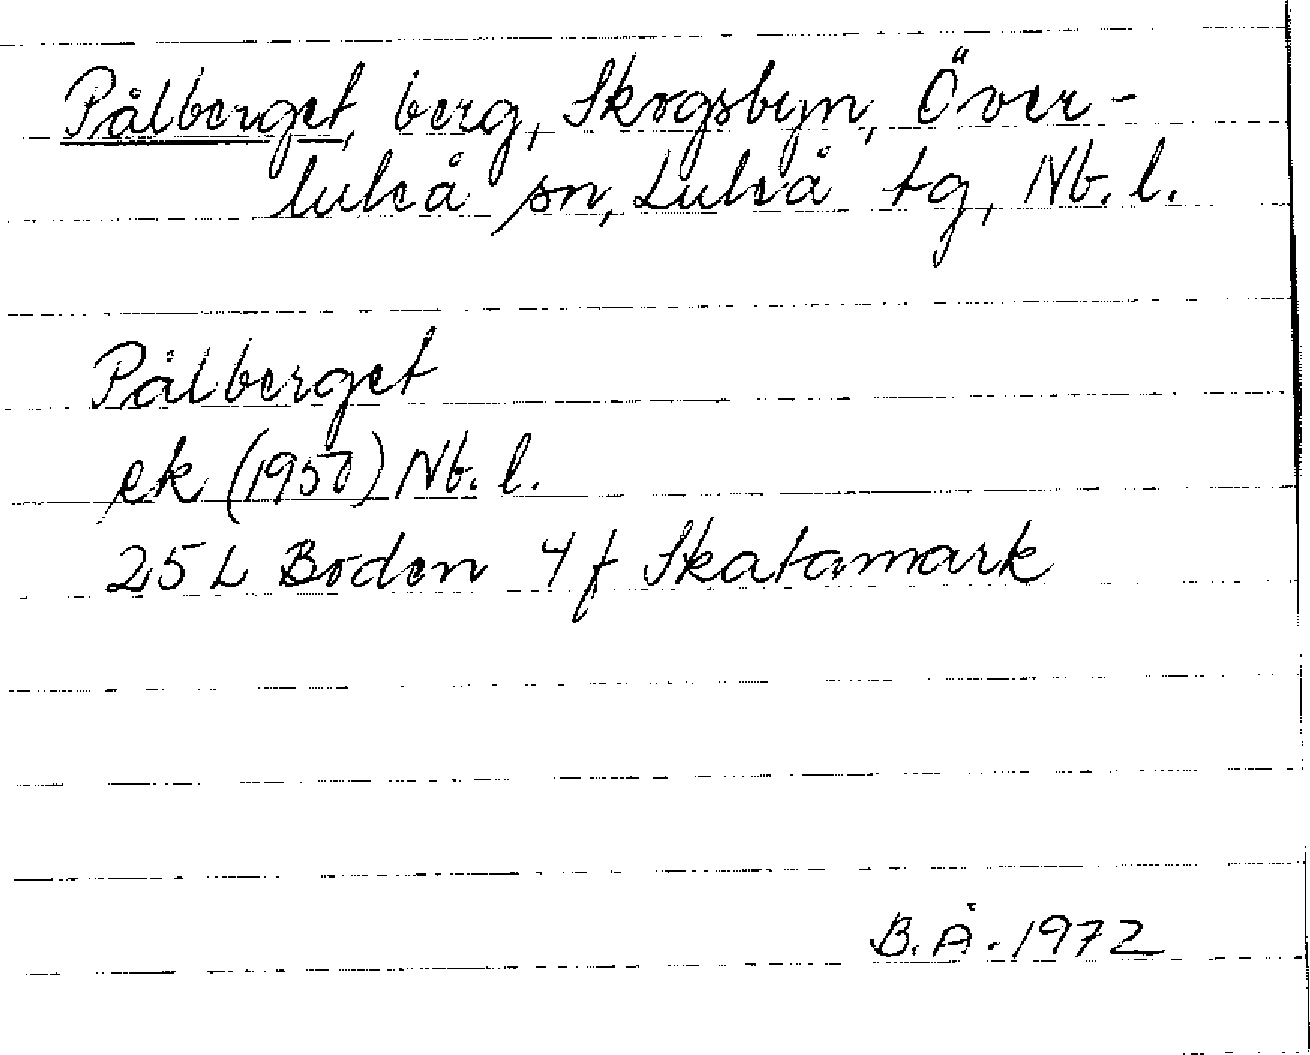 Pålberget, berg, Skogsbyn, Över-
luleå sn, Luleå tg, Nb. l.
Pålberget
ek (1950) Nb. l.
25 L Boden 4 f Skatamark
B. Å. 1972